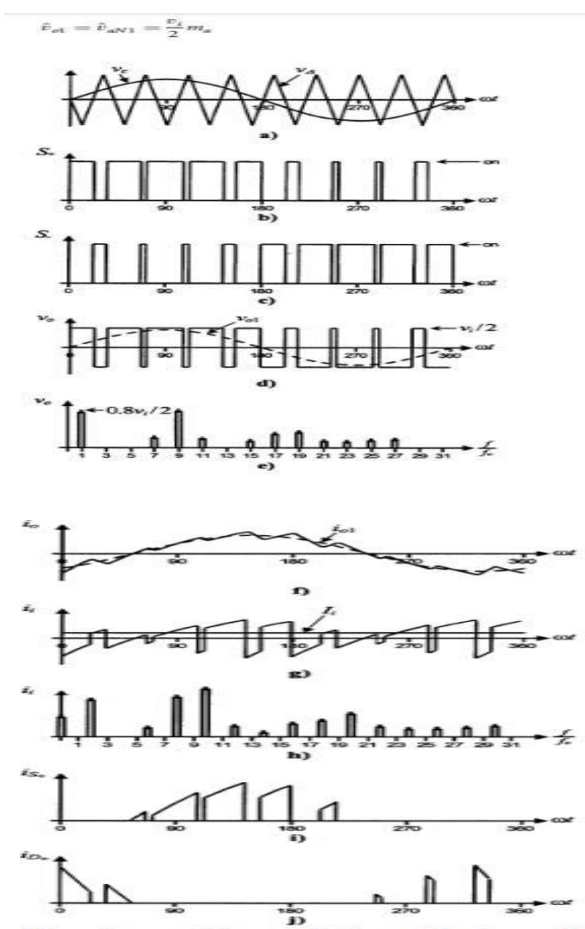 v̂o1 = v̂aN1 = vi/2 ma
vc vΔ
90 180 270 360 ωt
a)
S+ on
0 90 180 270 360 ωt
b)
S- on
0 90 180 270 360 ωt
c)
vo vo1 vi/2
0 90 180 270 360 ωt
d)
vo 0.8vi/2
1 3 5 7 9 11 13 15 17 19 21 23 25 27 29 31 f/fc
e)
io io1
0 90 180 270 360 ωt
f)
ii Ii
0 90 180 270 360 ωt
g)
ii
1 3 5 7 9 11 13 15 17 19 21 23 25 27 29 31 f/fc
h)
iS+
0 90 180 270 360 ωt
i)
iD+
0 90 180 270 360 ωt
j)